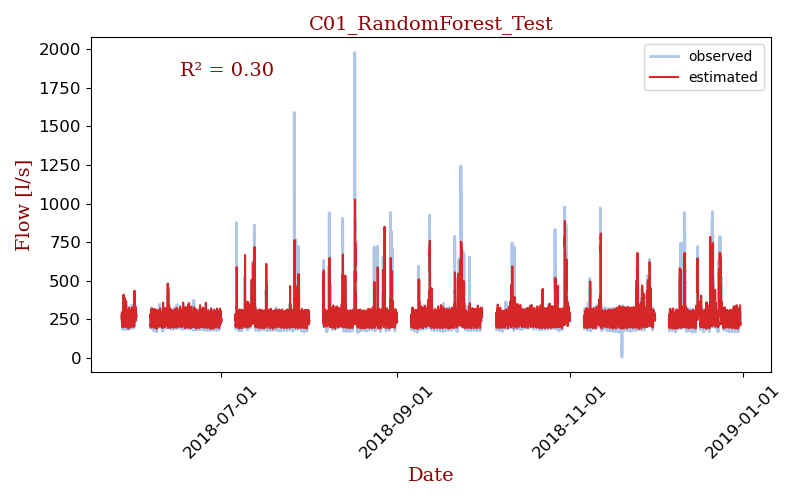 C01_RandomForest_Test
R² = 0.30
observed
estimated
Flow [l/s]
2000
1750
1500
1250
1000
750
500
250
0
2018-07-01
2018-09-01
2018-11-01
2019-01-01
Date